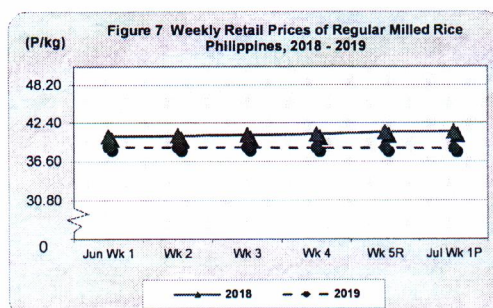 Figure 7 Weekly Retail Prices of Regular Milled Rice
Philippines, 2018 - 2019
(P/kg)
48.20
42.40
36.60
30.80
0
Jun Wk 1 Wk 2 Wk 3 Wk 4 Wk 5R Jul Wk 1P
2018 2019